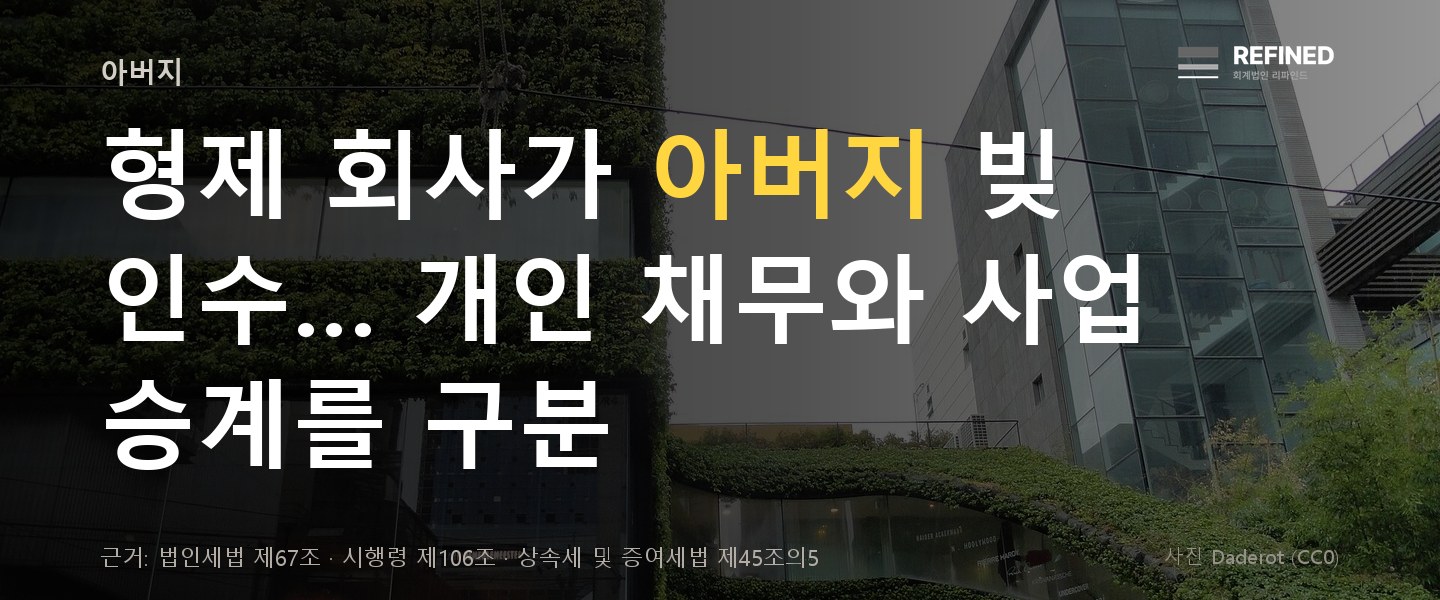 아버지
REFINED
회계법인 리파인드
형제 회사가 아버지 빚
인수... 개인 채무와 사업
승계를 구분
근거: 법인세법 제67조 · 시행령 제106조 · 상속세 및 증여세법 제45조의5
사진 Daderot (CC0)